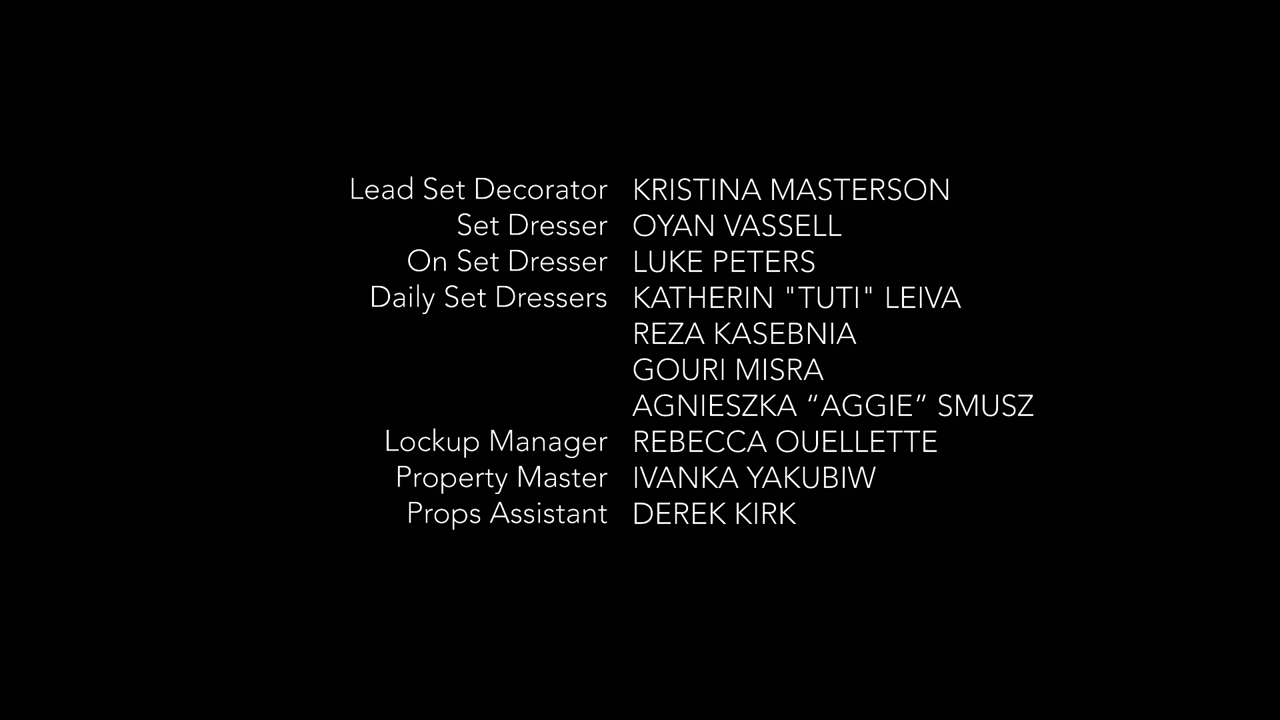 Lead Set Decorator KRISTINA MASTERSON
Set Dresser OYAN VASSELL
On Set Dresser LUKE PETERS
Daily Set Dressers KATHERIN "TUTI" LEIVA
REZA KASEBNIA
GOURI MISRA
AGNIESZKA “AGGIE” SMUSZ
Lockup Manager REBECCA OUELLETTE
Property Master IVANKA YAKUBIW
Props Assistant DEREK KIRK